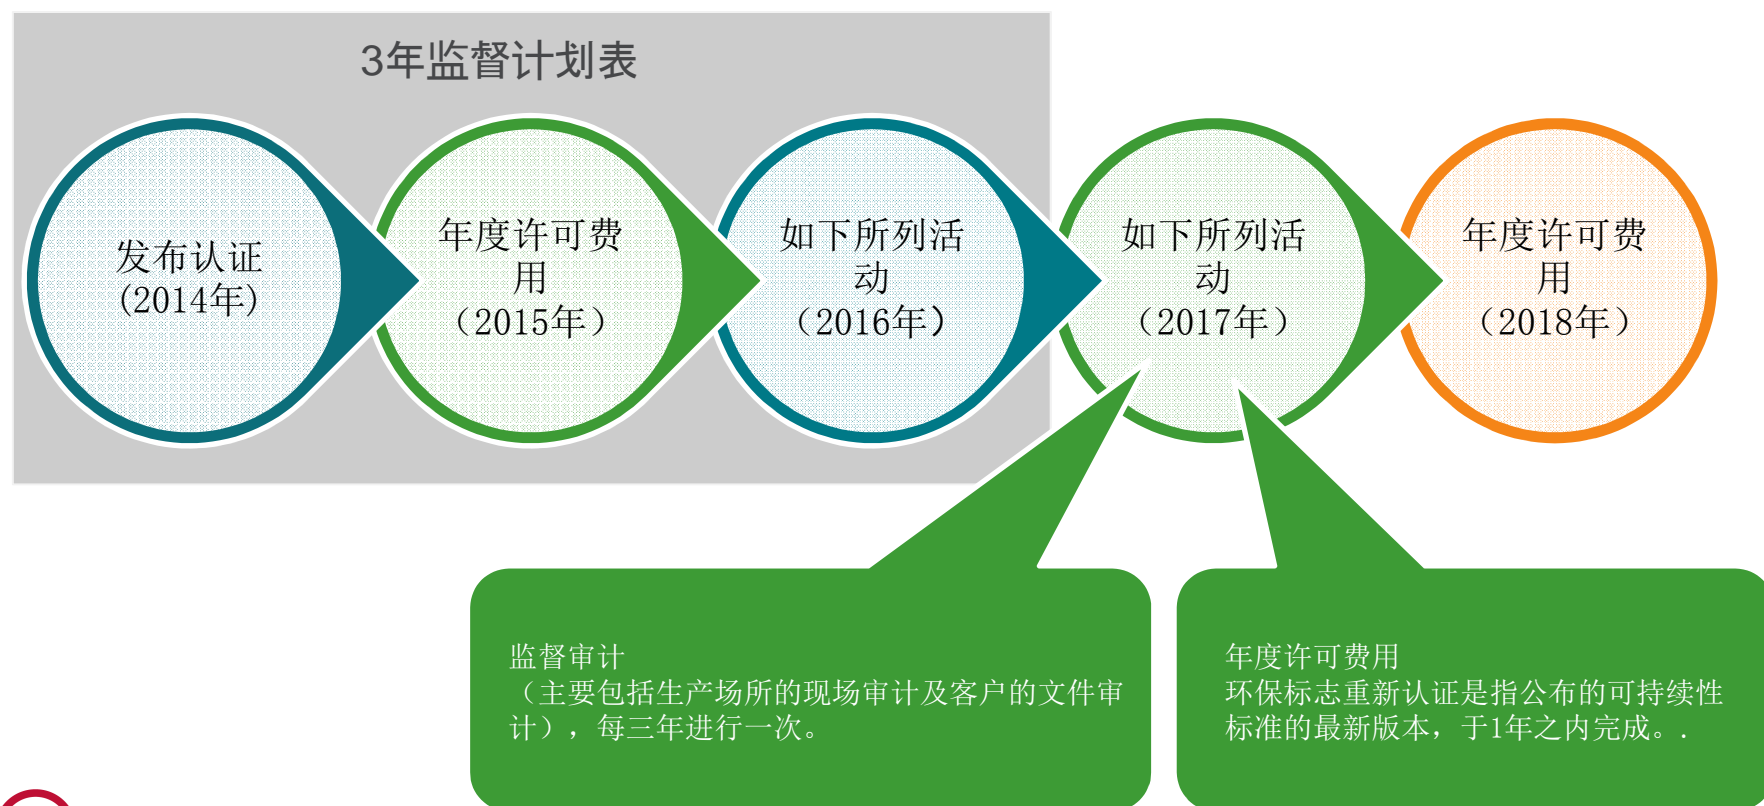 3年监督计划表
发布认证
(2014年)
年度许可费
用
（2015年）
如下所列活
动
（2016年）
如下所列活
动
（2017年）
年度许可费
用
（2018年）
监督审计
（主要包括生产场所的现场审计及客户的文件审
计），每三年进行一次。
年度许可费用
环保标志重新认证是指公布的可持续性
标准的最新版本，于1年之内完成。.